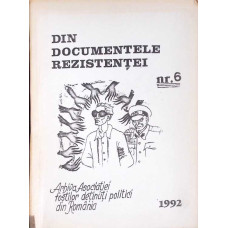 DIN
DOCUMENTELE
REZISTENȚEI
nr. 6
Arhiva Asociației
foștilor deținuți politici
din România
1992